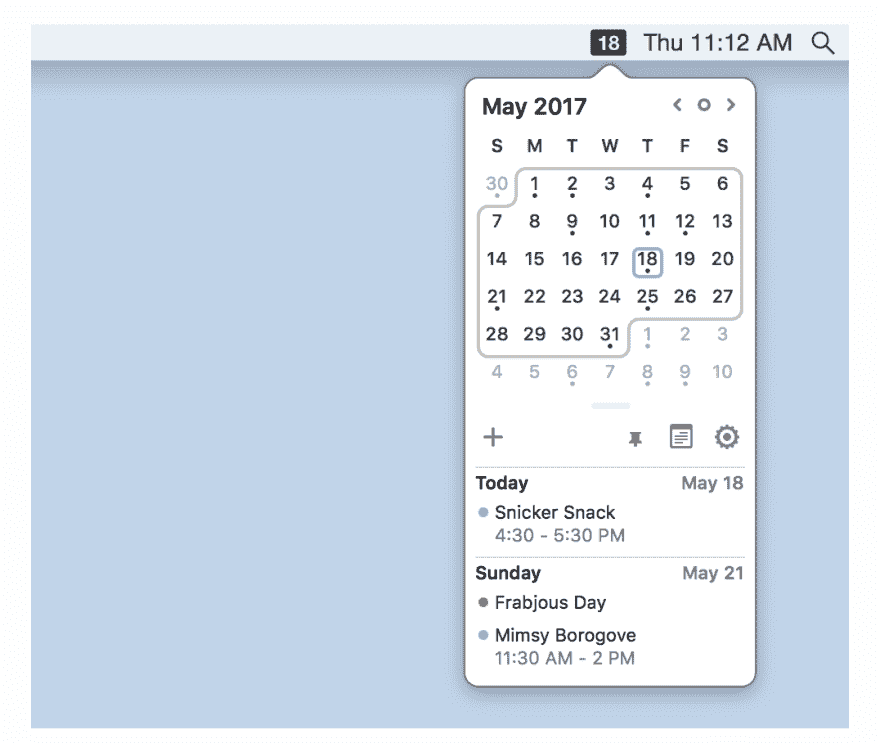 18 Thu 11:12 AM
May 2017
S M T W T F S
30 1 2 3 4 5 6
7 8 9 10 11 12 13
14 15 16 17 18 19 20
21 22 23 24 25 26 27
28 29 30 31 1 2 3
4 5 6 7 8 9 10
Today May 18
Snicker Snack
4:30 - 5:30 PM
Sunday May 21
Frabjous Day
Mimsy Borogove
11:30 AM - 2 PM